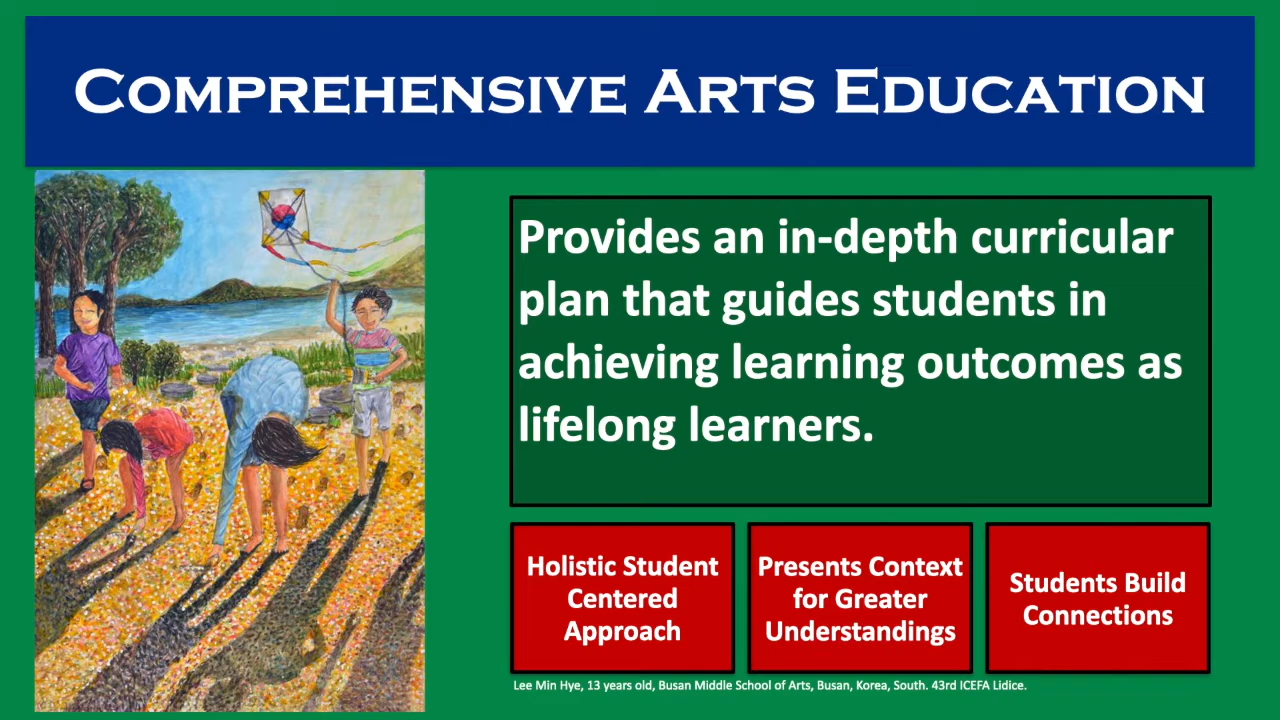 COMPREHENSIVE ARTS EDUCATION
Provides an in-depth curricular
plan that guides students in
achieving learning outcomes as
lifelong learners.
Holistic Student
Centered
Approach
Presents Context
for Greater
Understandings
Students Build
Connections
Lee Min Hye, 13 years old, Busan Middle School of Arts, Busan, Korea, South. 43rd ICEFA Lidice.